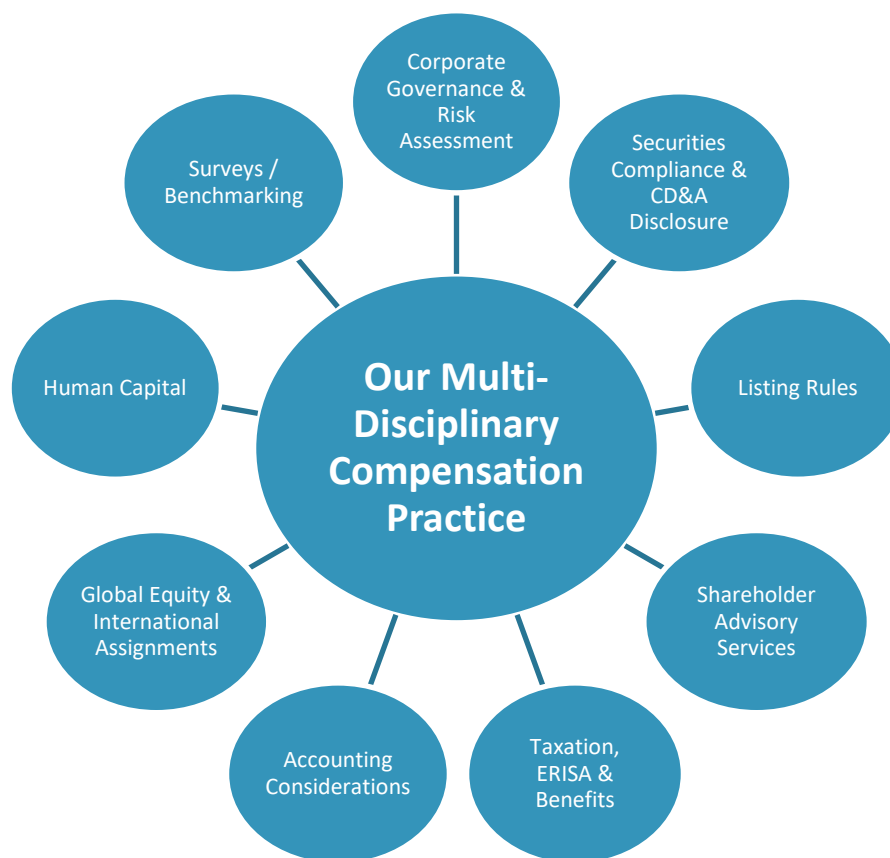 Corporate
Governance &
Risk
Assessment
Securities
Compliance &
CD&A
Disclosure
Listing Rules
Shareholder
Advisory
Services
Taxation,
ERISA &
Benefits
Accounting
Considerations
Global Equity &
International
Assignments
Human Capital
Surveys /
Benchmarking
Our Multi-
Disciplinary
Compensation
Practice